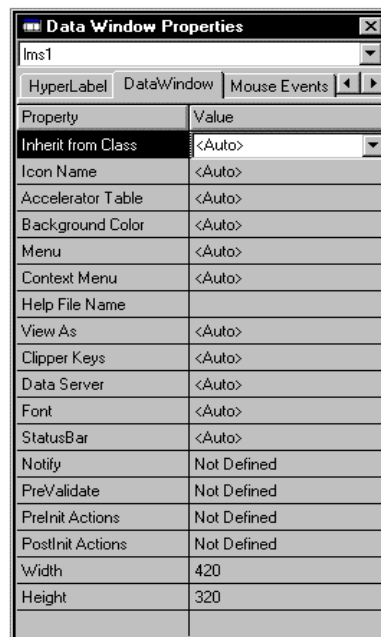 Data Window Properties
Ims1
HyperLabel DataWindow Mouse Events
Property Value
Inherit from Class <Auto>
Icon Name <Auto>
Accelerator Table <Auto>
Background Color <Auto>
Menu <Auto>
Context Menu <Auto>
Help File Name
View As <Auto>
Clipper Keys <Auto>
Data Server <Auto>
Font <Auto>
StatusBar <Auto>
Notify Not Defined
PreValidate Not Defined
PreInit Actions Not Defined
PostInit Actions Not Defined
Width 420
Height 320